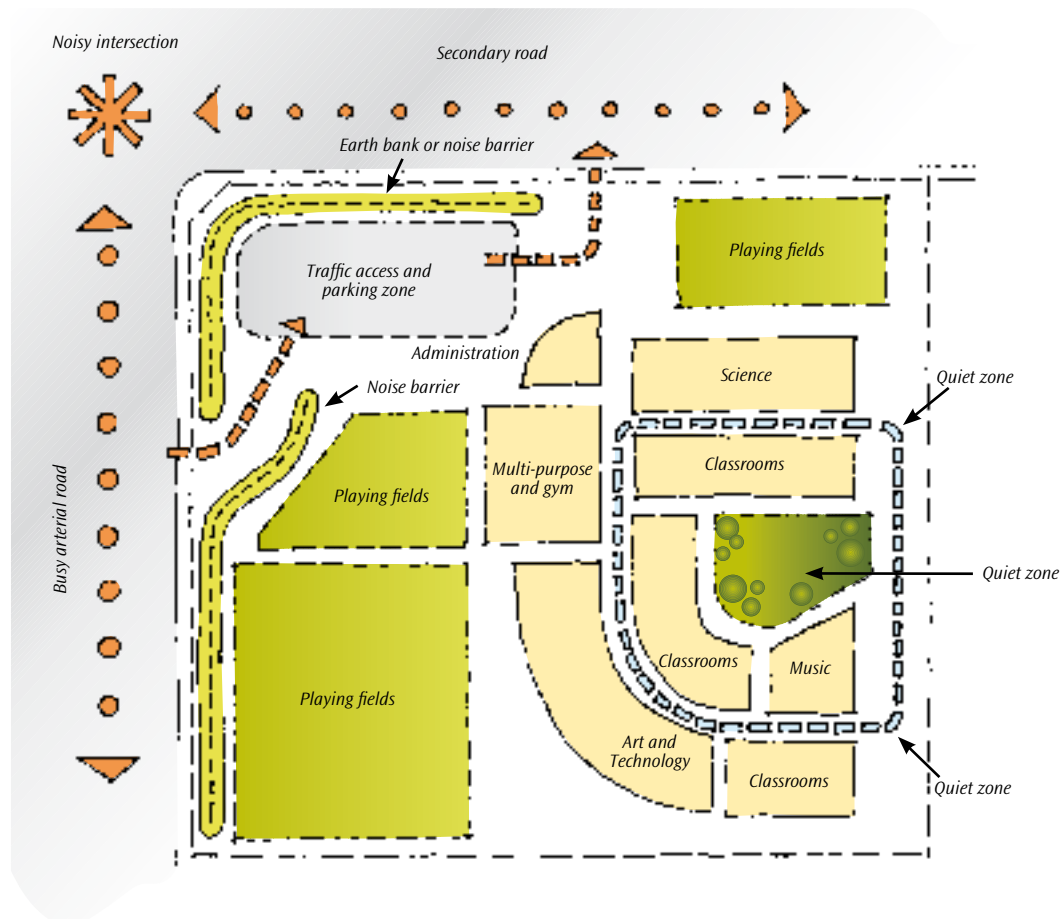 Noisy intersection
Secondary road
Earth bank or noise barrier
Playing fields
Traffic access and
parking zone
Administration
Science
Quiet zone
Noise barrier
Classrooms
Multi-purpose
and gym
Playing fields
Busy arterial road
Quiet zone
Classrooms
Music
Playing fields
Art and
Technology
Classrooms
Quiet zone